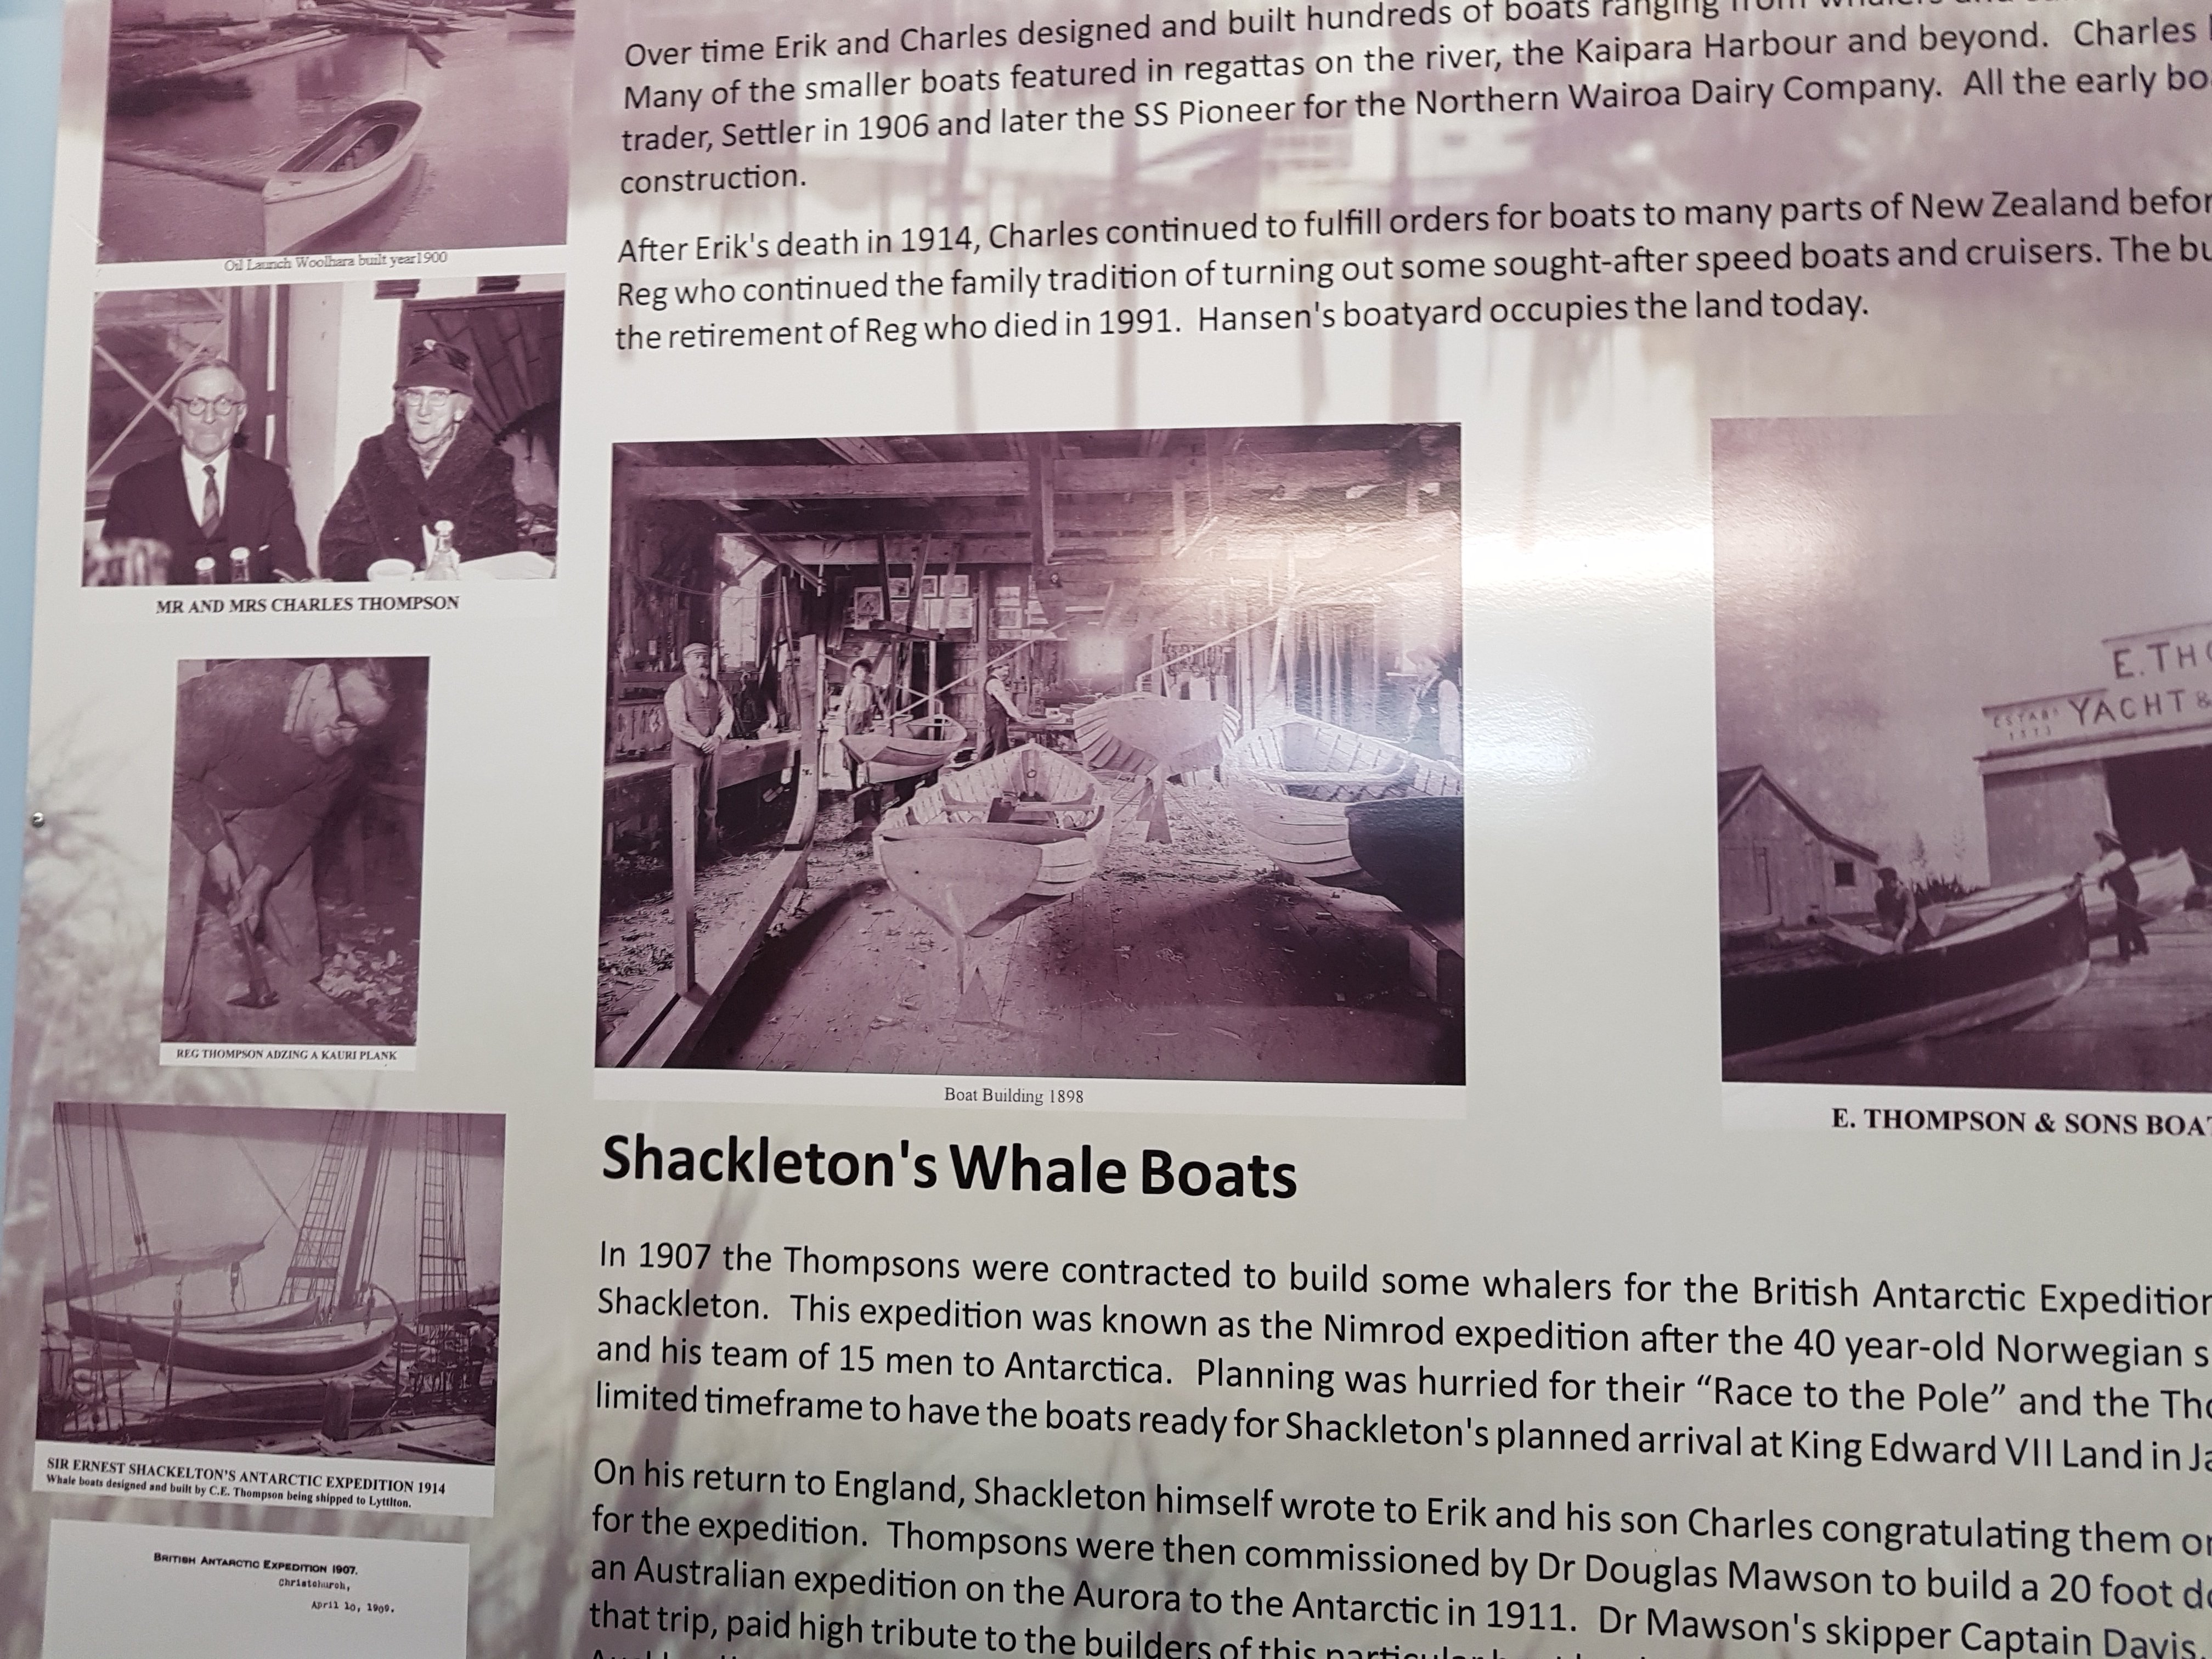 Over time Erik and Charles designed and built hundreds of boats ranging from whalers and
Many of the smaller boats featured in regattas on the river, the Kaipara Harbour and beyond. Charles
trader, Settler in 1906 and later the SS Pioneer for the Northern Wairoa Dairy Company. All the early bo
construction.
After Erik's death in 1914, Charles continued to fulfill orders for boats to many parts of New Zealand befor
Reg who continued the family tradition of turning out some sought-after speed boats and cruisers. The bu
the retirement of Reg who died in 1991. Hansen's boatyard occupies the land today.
Oil Launch Woolhara built year1900
MR AND MRS CHARLES THOMPSON
REG THOMPSON ADZING A KAURI PLANK
Boat Building 1898
E. THO
ESTAB
1873
YACHT &
E. THOMPSON & SONS BOAT
SIR ERNEST SHACKELTON'S ANTARCTIC EXPEDITION 1914
Whale boats designed and built by C.E. Thompson being shipped to Lyttlton.
BRITISH ANTARCTIC EXPEDITION 1907.
Christchurch,
April 10, 1909.
Shackleton's Whale Boats
In 1907 the Thompsons were contracted to build some whalers for the British Antarctic Expedition
Shackleton. This expedition was known as the Nimrod expedition after the 40 year-old Norwegian s
and his team of 15 men to Antarctica. Planning was hurried for their “Race to the Pole” and the Tho
limited timeframe to have the boats ready for Shackleton's planned arrival at King Edward VII Land in Ja
On his return to England, Shackleton himself wrote to Erik and his son Charles congratulating them on
for the expedition. Thompsons were then commissioned by Dr Douglas Mawson to build a 20 foot do
an Australian expedition on the Aurora to the Antarctic in 1911. Dr Mawson's skipper Captain Davis,
that trip, paid high tribute to the builders of this particular